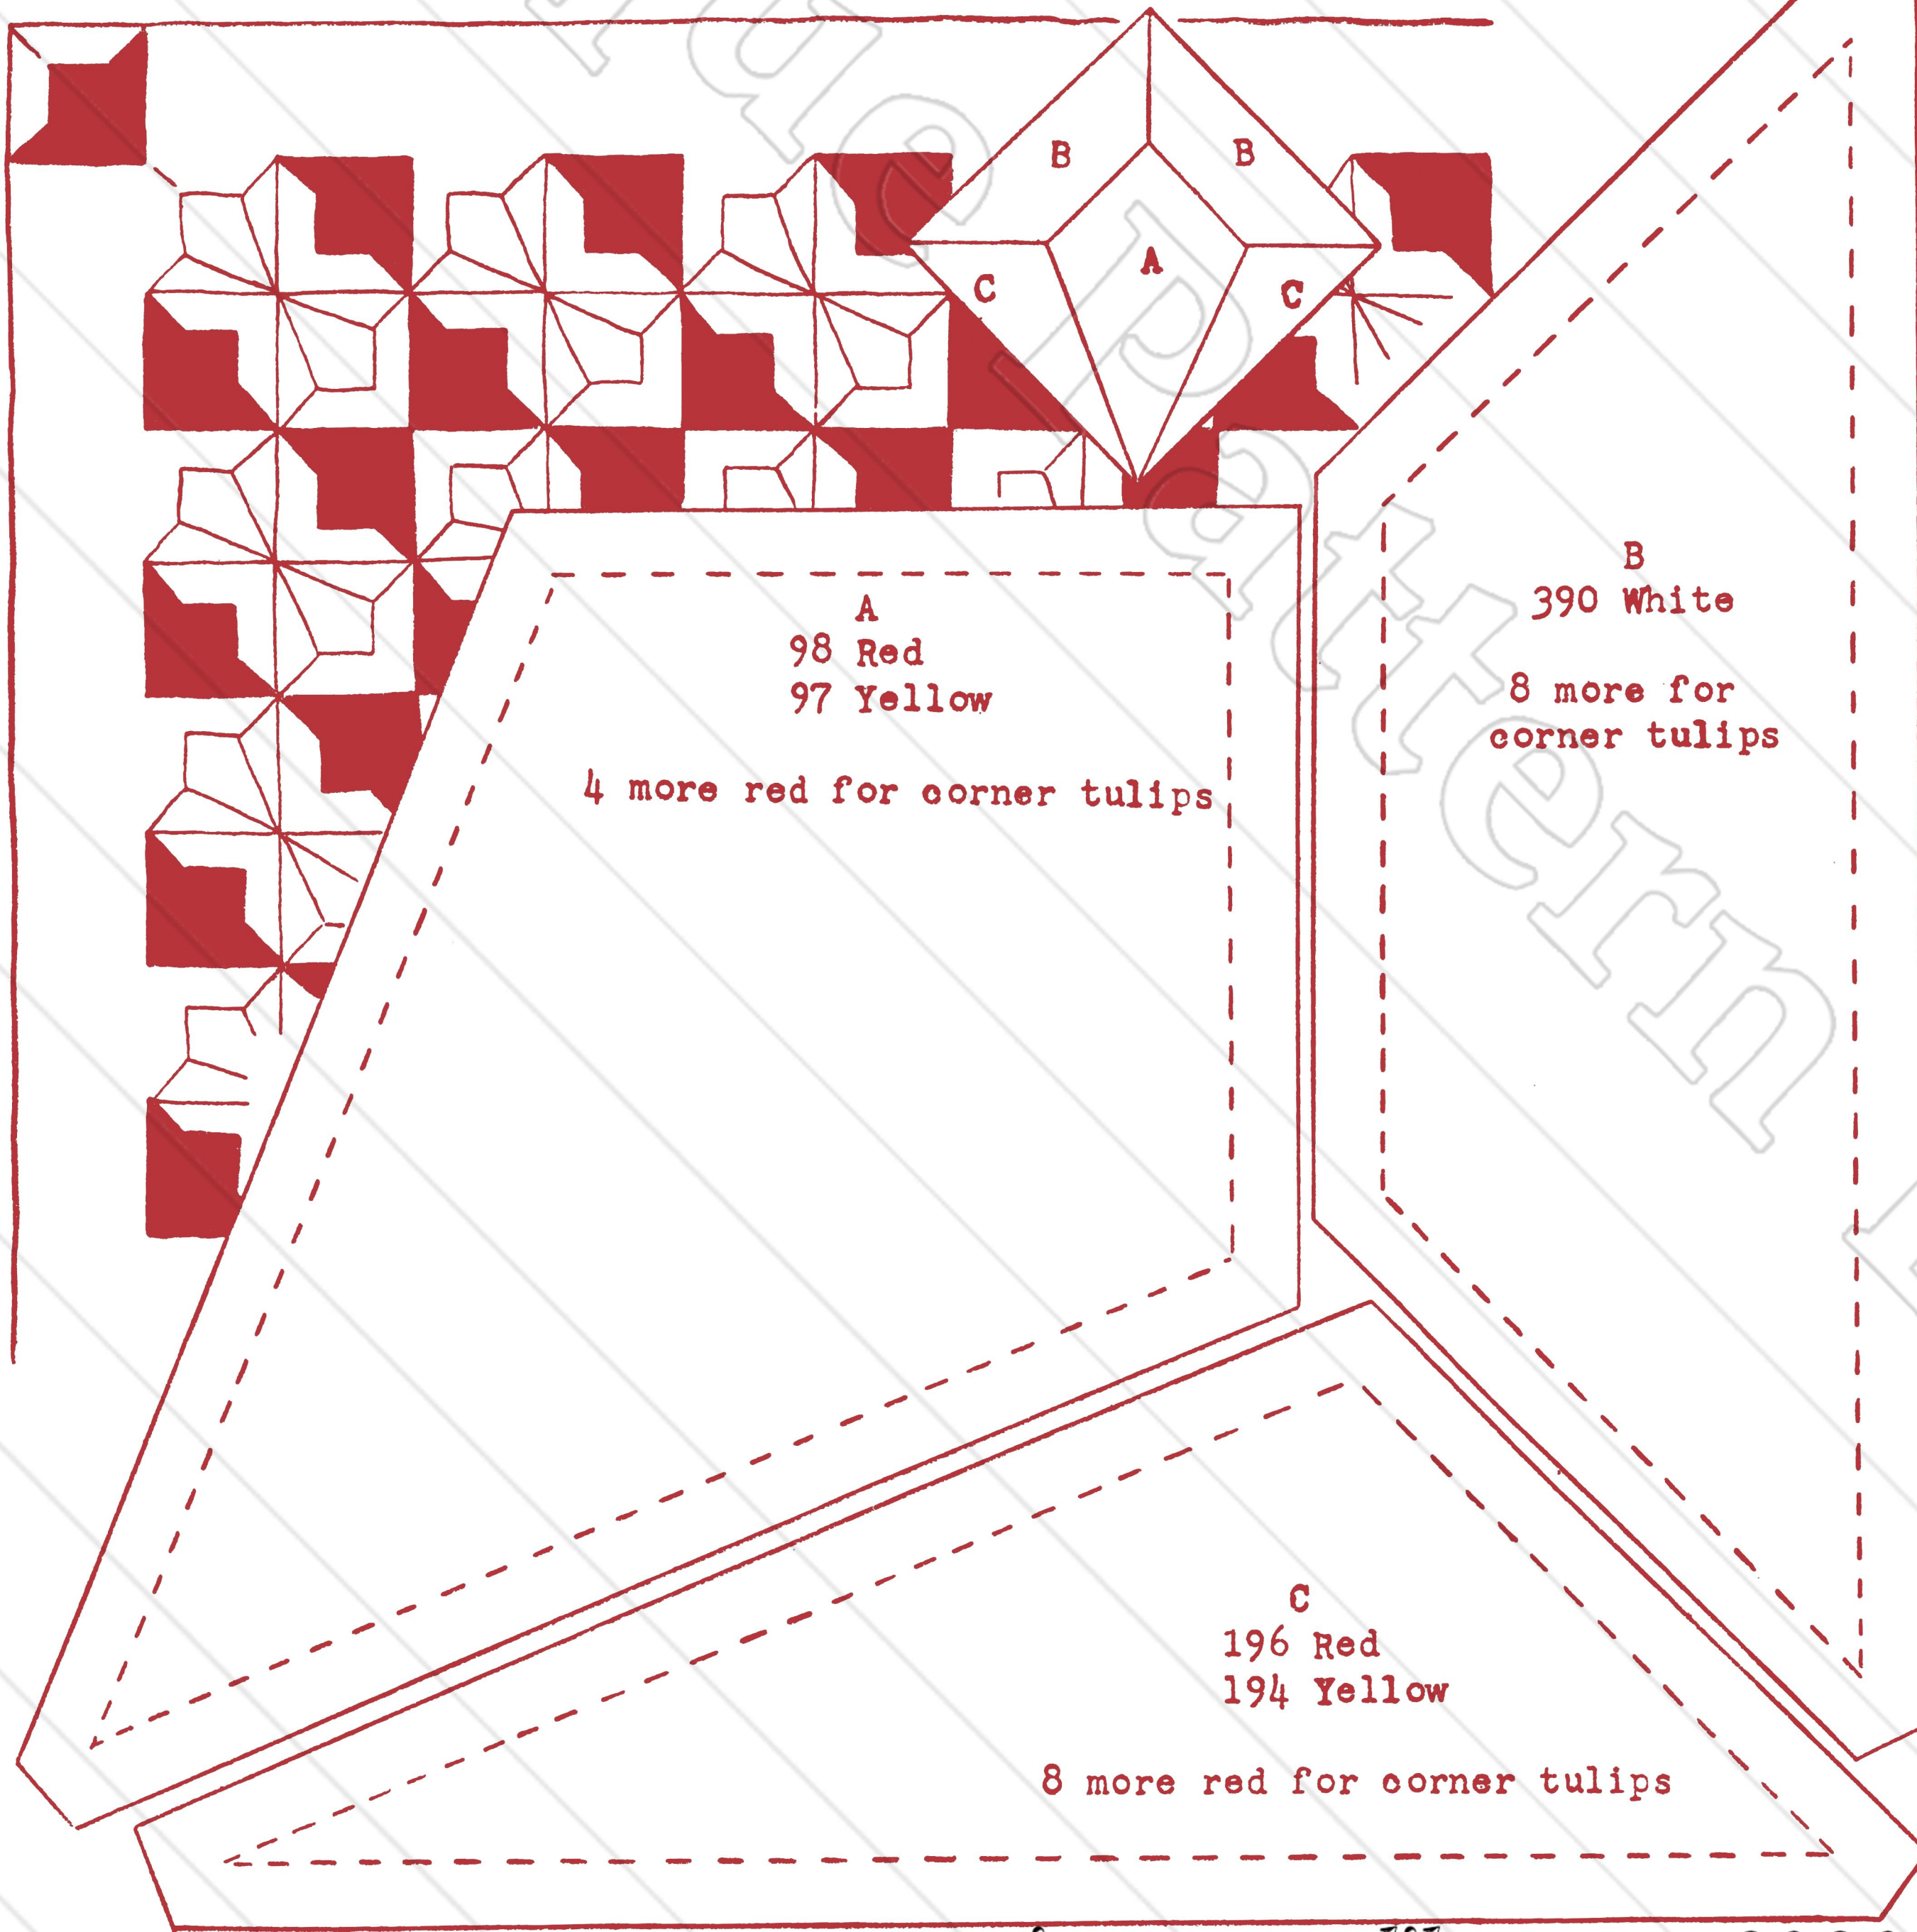 B
B
A
C
C
A
98 Red
97 Yellow
4 more red for corner tulips
B
390 White
8 more for
corner tulips
C
196 Red
194 Yellow
8 more red for corner tulips
Pattern